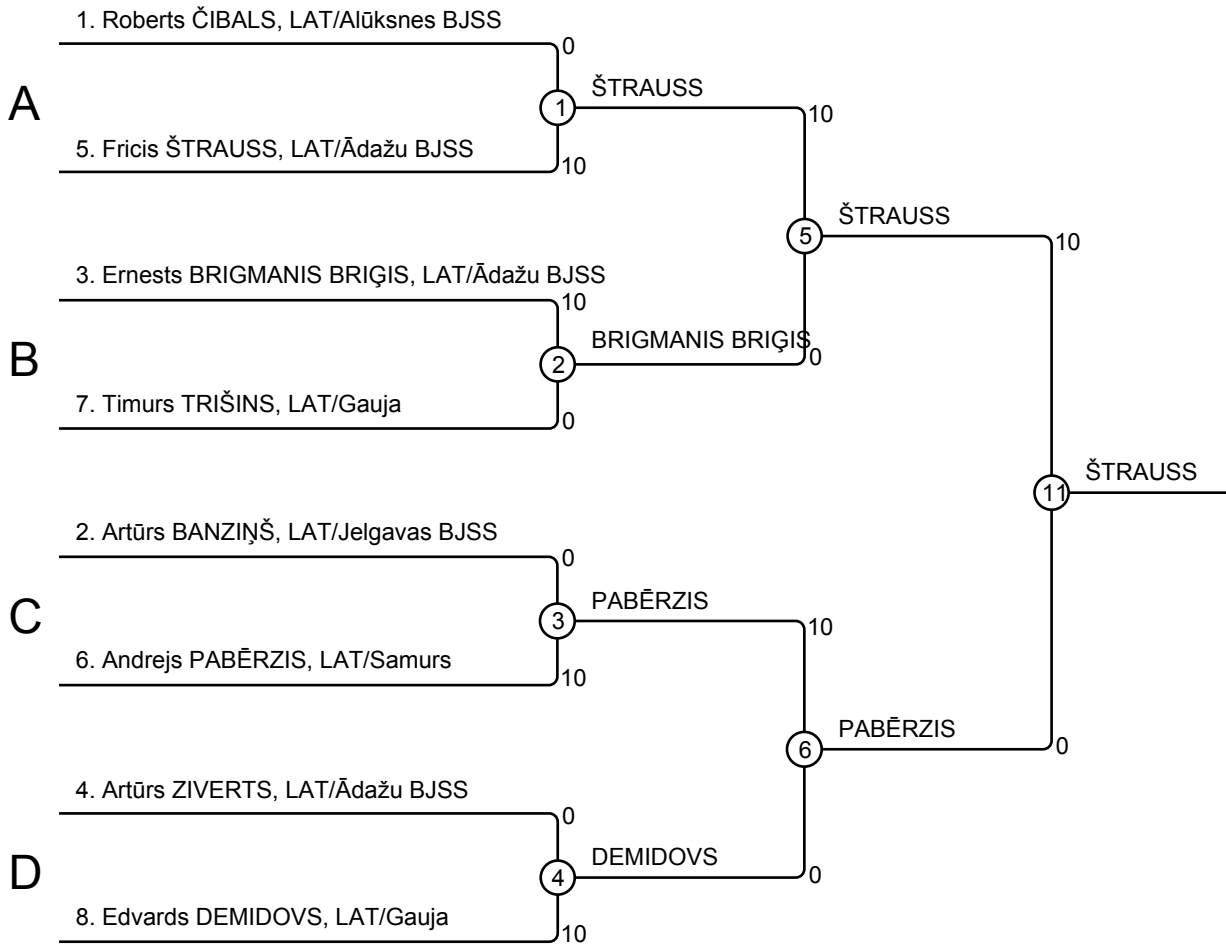 1. Roberts ČIBALS, LAT/Alūksnes BJSS
0
A
1
ŠTRAUSS
10
5. Fricis ŠTRAUSS, LAT/Ādažu BJSS
10
5
ŠTRAUSS
10
3. Ernests BRIGMANIS BRIĢIS, LAT/Ādažu BJSS
10
B
2
BRIGMANIS BRIĢIS
0
7. Timurs TRIŠINS, LAT/Gauja
0
11
ŠTRAUSS
2. Artūrs BANZIŅŠ, LAT/Jelgavas BJSS
0
C
3
PABĒRZIS
10
6. Andrejs PABĒRZIS, LAT/Samurs
10
6
PABĒRZIS
0
4. Artūrs ZIVERTS, LAT/Ādažu BJSS
0
D
4
DEMIDOVS
0
8. Edvards DEMIDOVS, LAT/Gauja
10